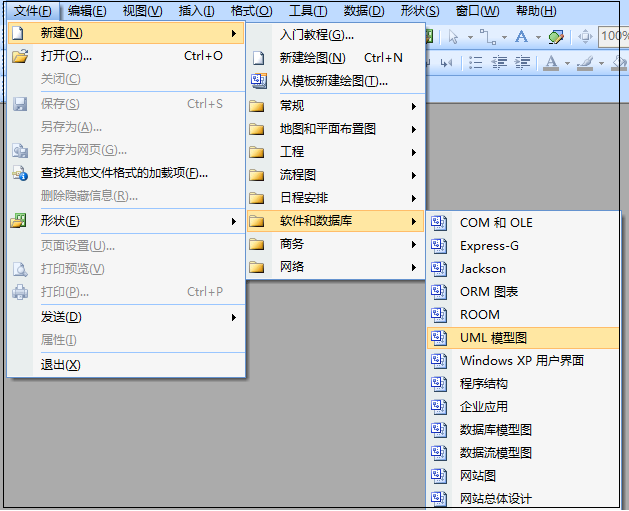 文件(F) 编辑(E) 视图(V) 插入(I) 格式(O) 工具(T) 数据(D) 形状(S) 窗口(W) 帮助(H)
100%
新建(N)
打开(O)... Ctrl+O
关闭(C)
保存(S) Ctrl+S
另存为(A)...
另存为网页(G)...
查找其他文件格式的加载项(F)...
删除隐藏信息(R)...
形状(E)
页面设置(U)...
打印预览(V)
打印(P)... Ctrl+P
发送(D)
属性(I)
退出(X)
入门教程(G)...
新建绘图(N) Ctrl+N
从模板新建绘图(T)...
常规
地图和平面布置图
工程
流程图
日程安排
软件和数据库
商务
网络
COM 和 OLE
Express-G
Jackson
ORM 图表
ROOM
UML 模型图
Windows XP 用户界面
程序结构
企业应用
数据库模型图
数据流模型图
网站图
网站总体设计